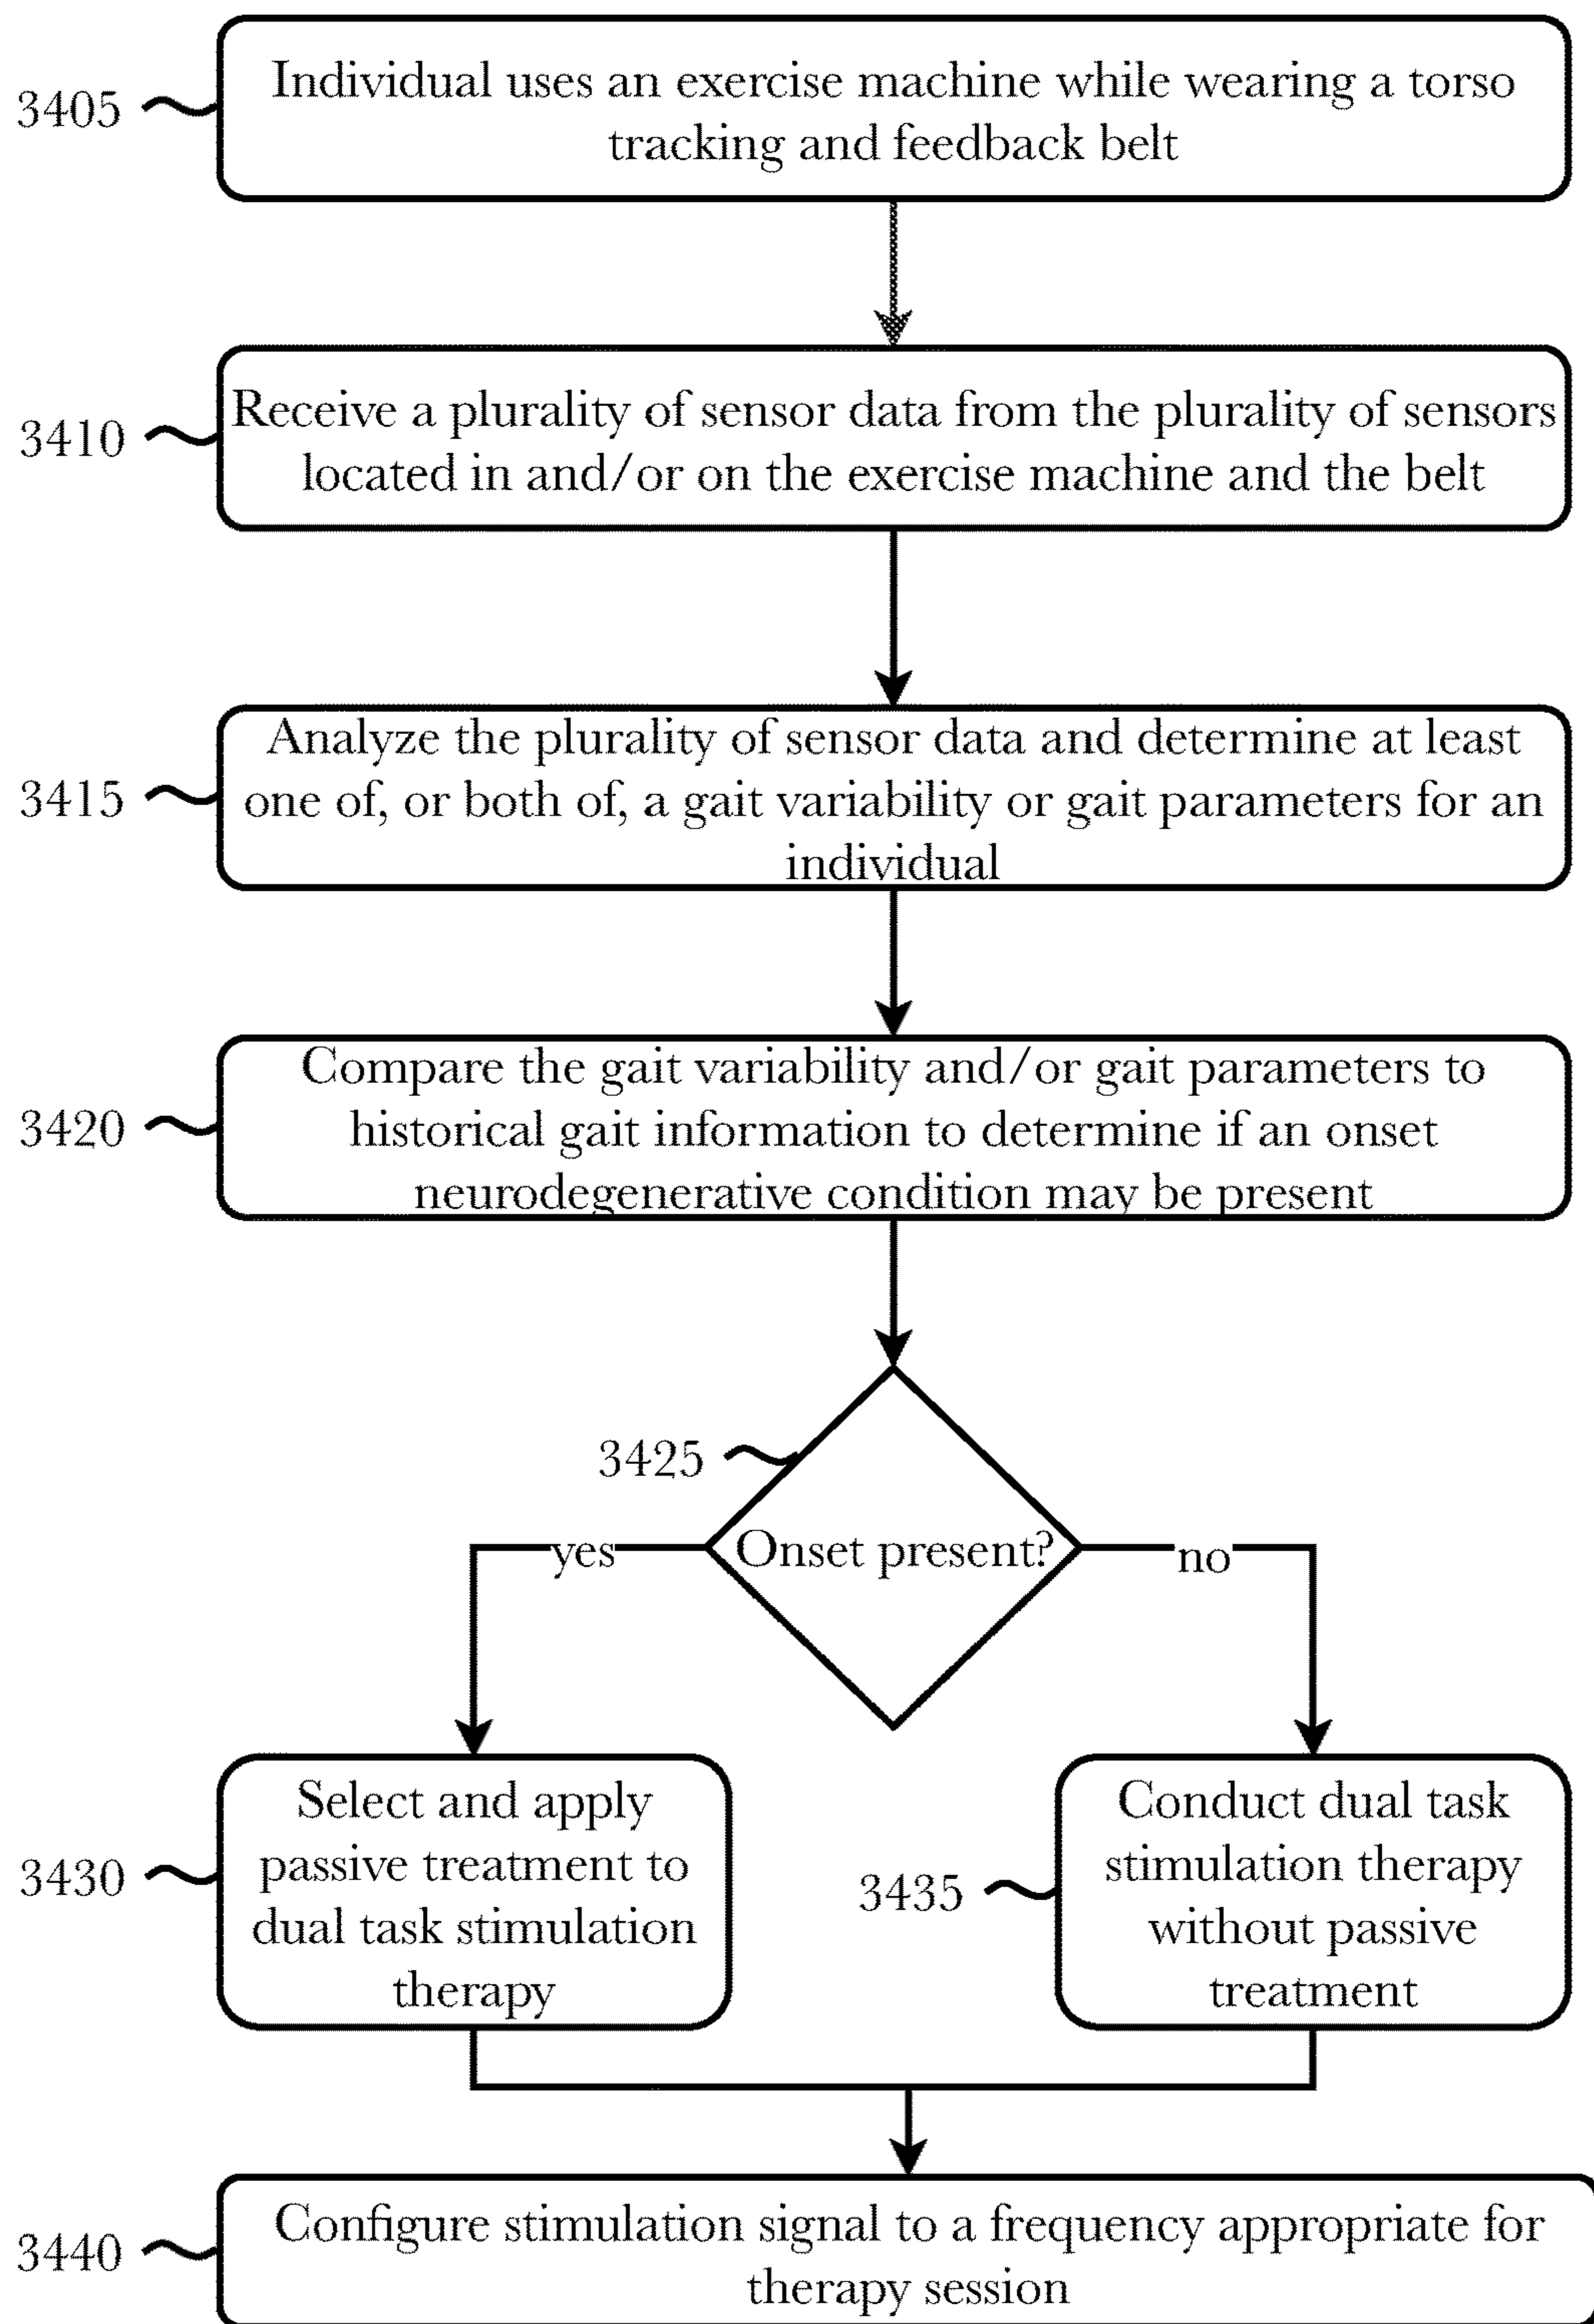 3405
Individual uses an exercise machine while wearing a torso
tracking and feedback belt
3410
Receive a plurality of sensor data from the plurality of sensors
located in and/or on the exercise machine and the belt
3415
Analyze the plurality of sensor data and determine at least
one of, or both of, a gait variability or gait parameters for an
individual
3420
Compare the gait variability and/or gait parameters to
historical gait information to determine if an onset
neurodegenerative condition may be present
3425
Onset present?
yes
no
3430
Select and apply
passive treatment to
dual task stimulation
therapy
3435
Conduct dual task
stimulation therapy
without passive
treatment
3440
Configure stimulation signal to a frequency appropriate for
therapy session